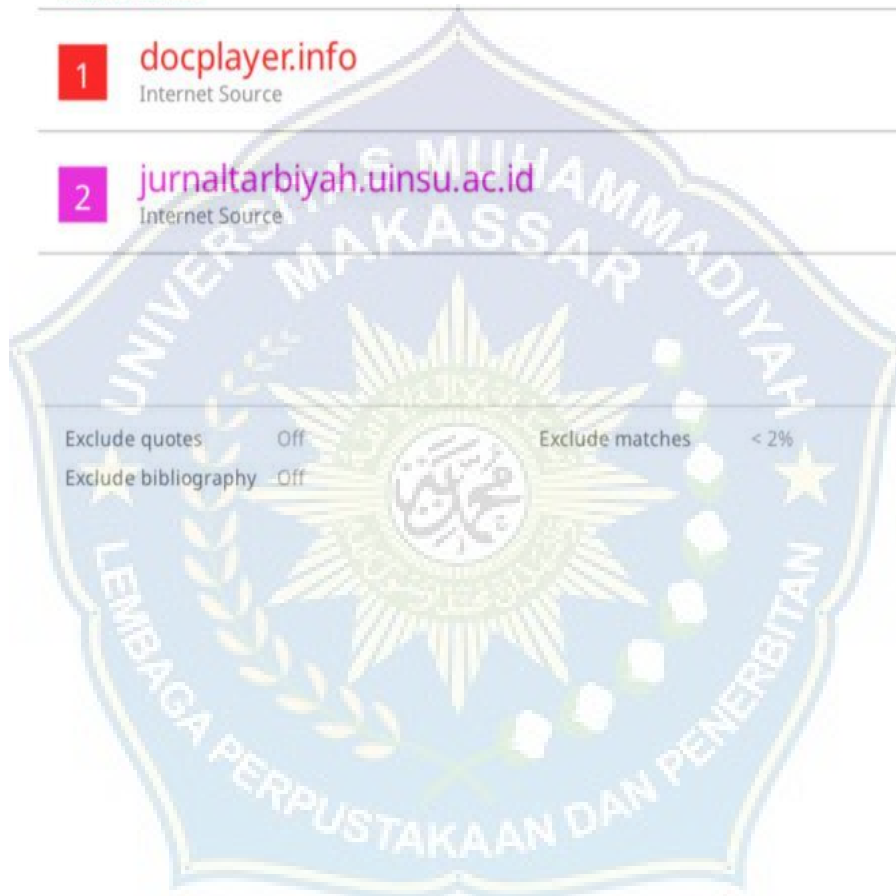 1 docplayer.info
Internet Source
2 jurnaltarbiyah.uinsu.ac.id
Internet Source
UNIVERSITAS MUHAMMADIYAH
MAKASSAR
Exclude quotes Off Exclude matches < 2%
Exclude bibliography Off
LEMBAGA PERPUSTAKAAN DAN PENERBITAN